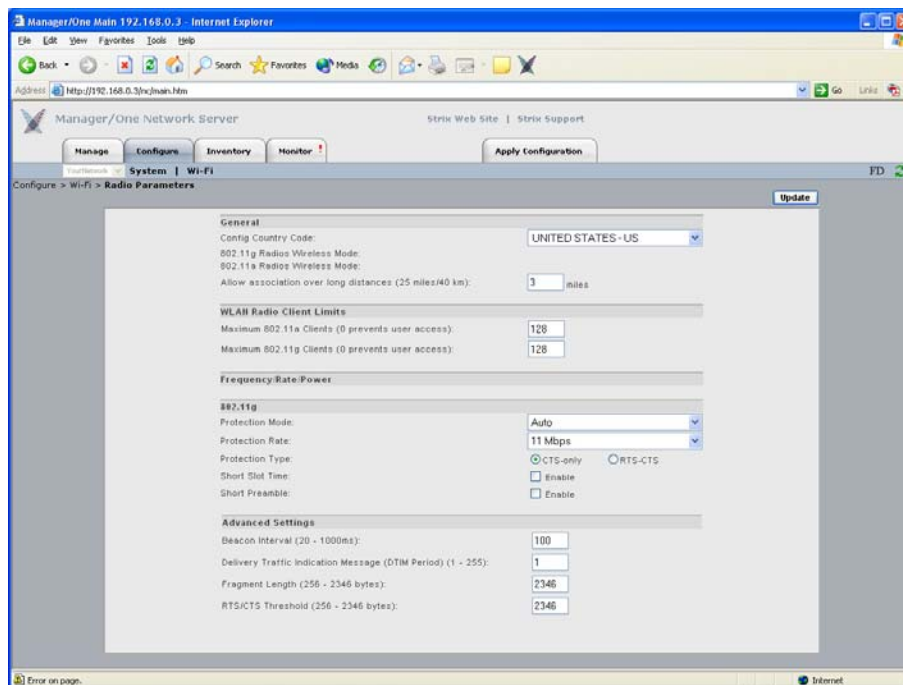 Manager/One Main 192.168.0.3 - Internet Explorer
File Edit View Favorites Tools Help
Back Search Favorites Media
Address http://192.168.0.3/nc/main.htm Go Links
Manager/One Network Server Strix Web Site | Strix Support
Manage Configure Inventory Monitor ! Apply Configuration
YourNetwork System | Wi-Fi FD
Configure > Wi-Fi > Radio Parameters
Update
General
Config Country Code: UNITED STATES - US
802.11g Radios Wireless Mode:
802.11a Radios Wireless Mode:
Allow association over long distances (25 miles/40 km): 3 miles
WLAN Radio Client Limits
Maximum 802.11a Clients (0 prevents user access): 128
Maximum 802.11g Clients (0 prevents user access): 128
Frequency/Rate/Power
802.11g
Protection Mode: Auto
Protection Rate: 11 Mbps
Protection Type: CTS-only RTS-CTS
Short Slot Time: Enable
Short Preamble: Enable
Advanced Settings
Beacon Interval (20 - 1000ms): 100
Delivery Traffic Indication Message (DTIM Period) (1 - 255): 1
Fragment Length (256 - 2346 bytes): 2346
RTS/CTS Threshold (256 - 2346 bytes): 2346
Error on page. Internet